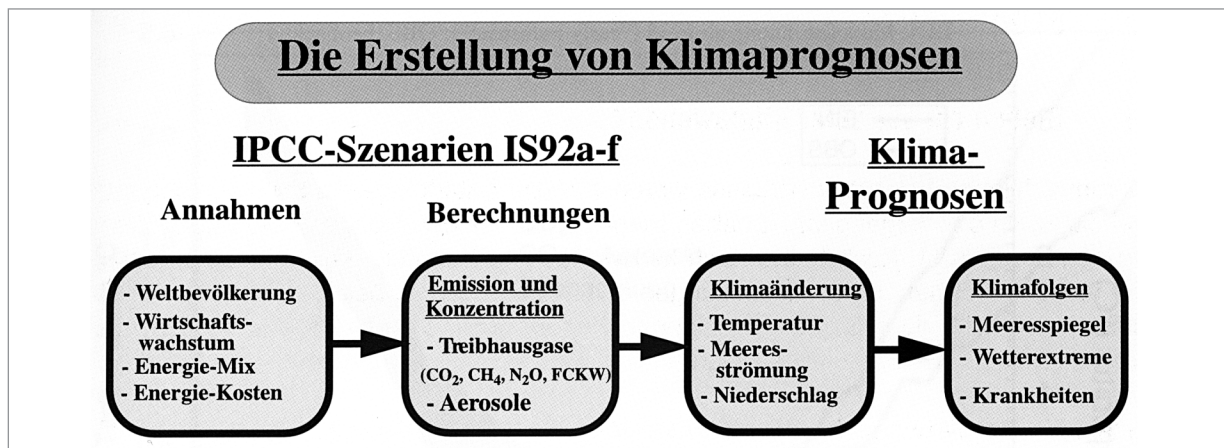 Die Erstellung von Klimaprognosen
IPCC-Szenarien IS92a-f
Klima-
Prognosen
Annahmen
Berechnungen
- Weltbevölkerung
- Wirtschafts-
wachstum
- Energie-Mix
- Energie-Kosten
Emission und
Konzentration
- Treibhausgase
(CO₂, CH₄, N₂O, FCKW)
- Aerosole
Klimaänderung
- Temperatur
- Meeres-
strömung
- Niederschlag
Klimafolgen
- Meeresspiegel
- Wetterextreme
- Krankheiten